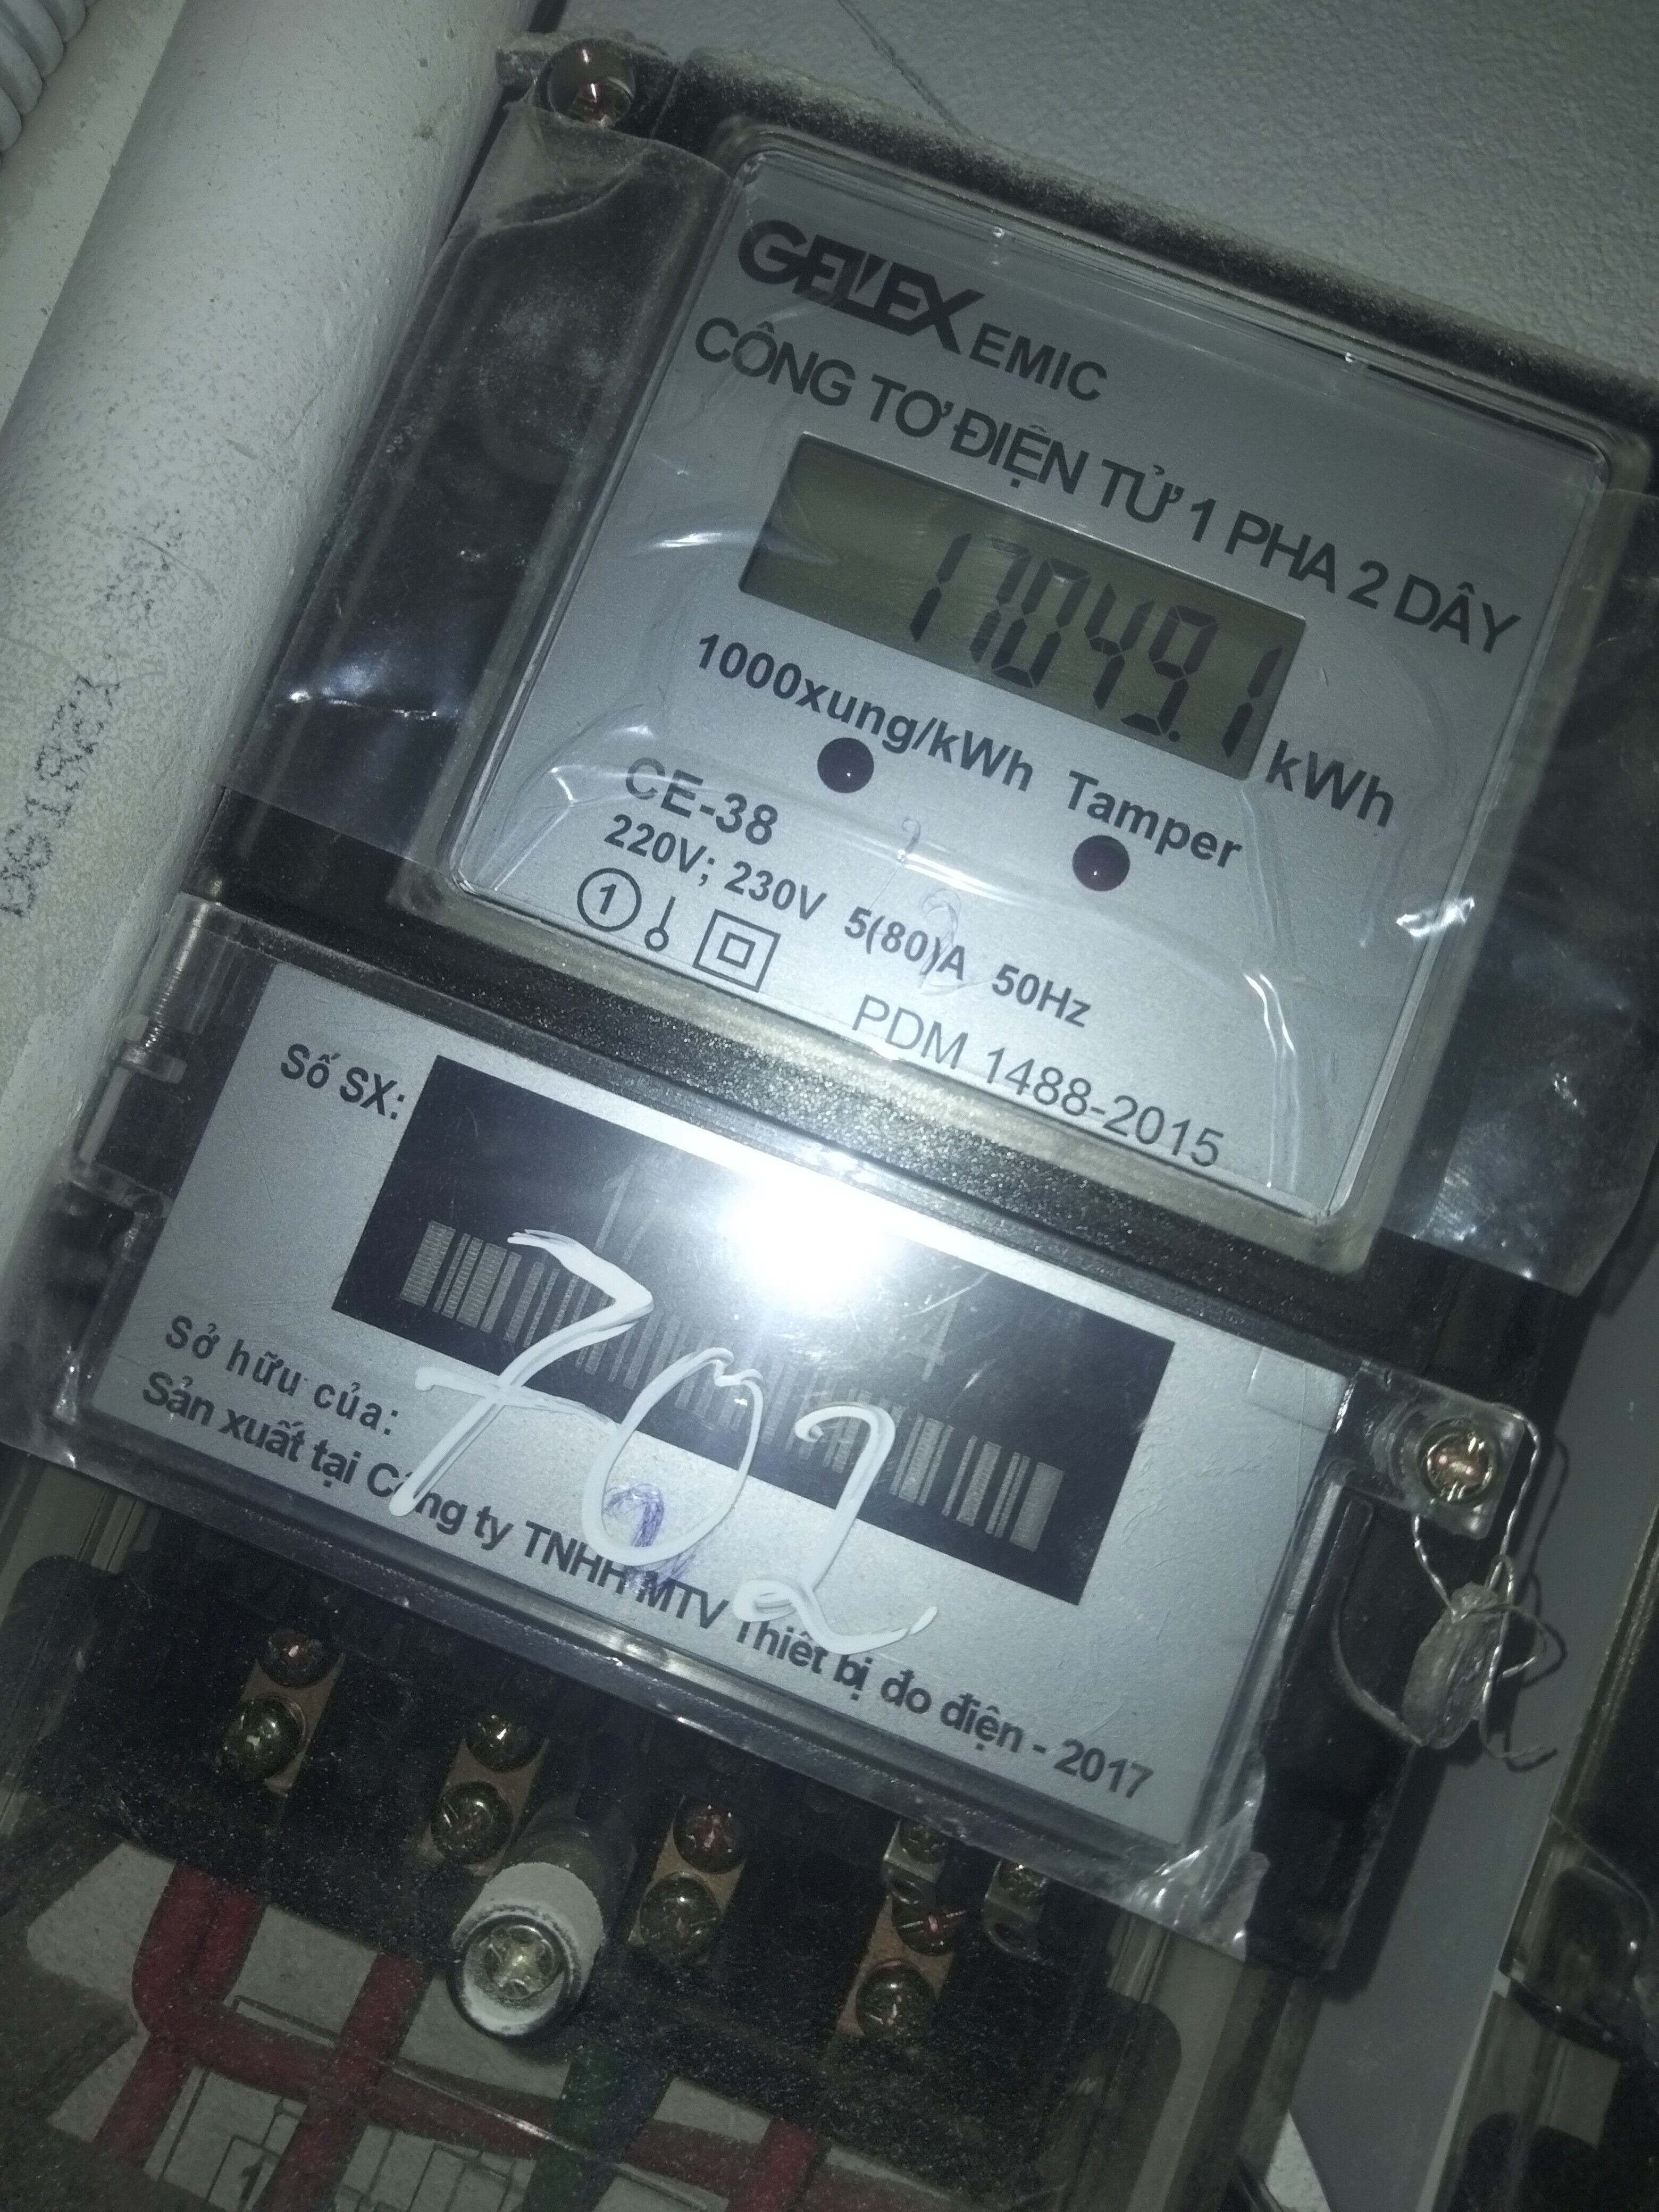 GELEX EMIC
CÔNG TƠ ĐIỆN TỬ 1 PHA 2 DÂY
17049.1 kWh
1000xung/kWh Tamper
CE-38
220V; 230V 5(80)A 50Hz
1
PDM 1488-2015
Số SX:
702
Sở hữu của:
Sản xuất tại Công ty TNHH MTV Thiết bị đo điện - 2017